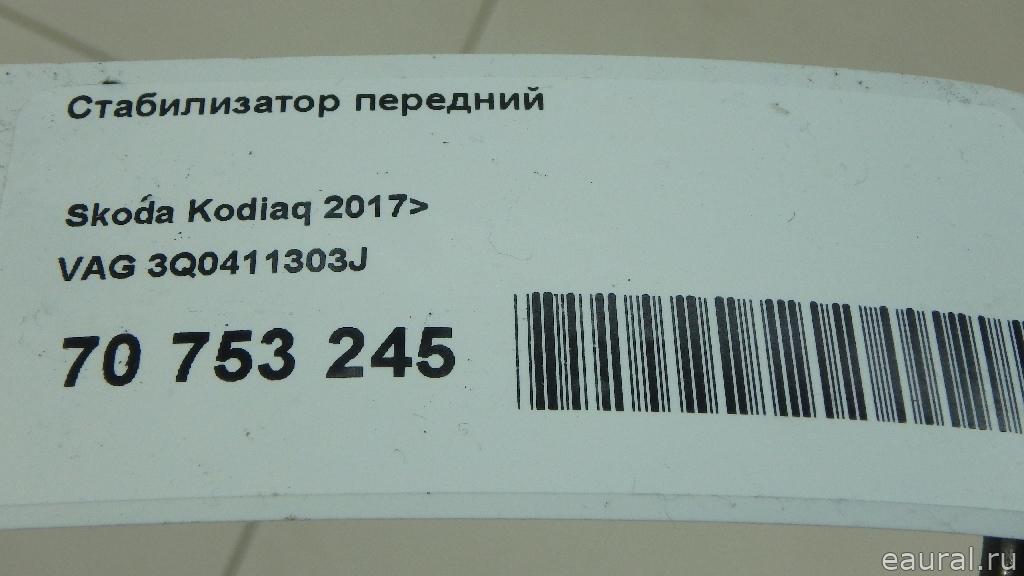 Стабилизатор передний
Skoda Kodiaq 2017>
VAG 3Q0411303J
70 753 245
eaural.ru